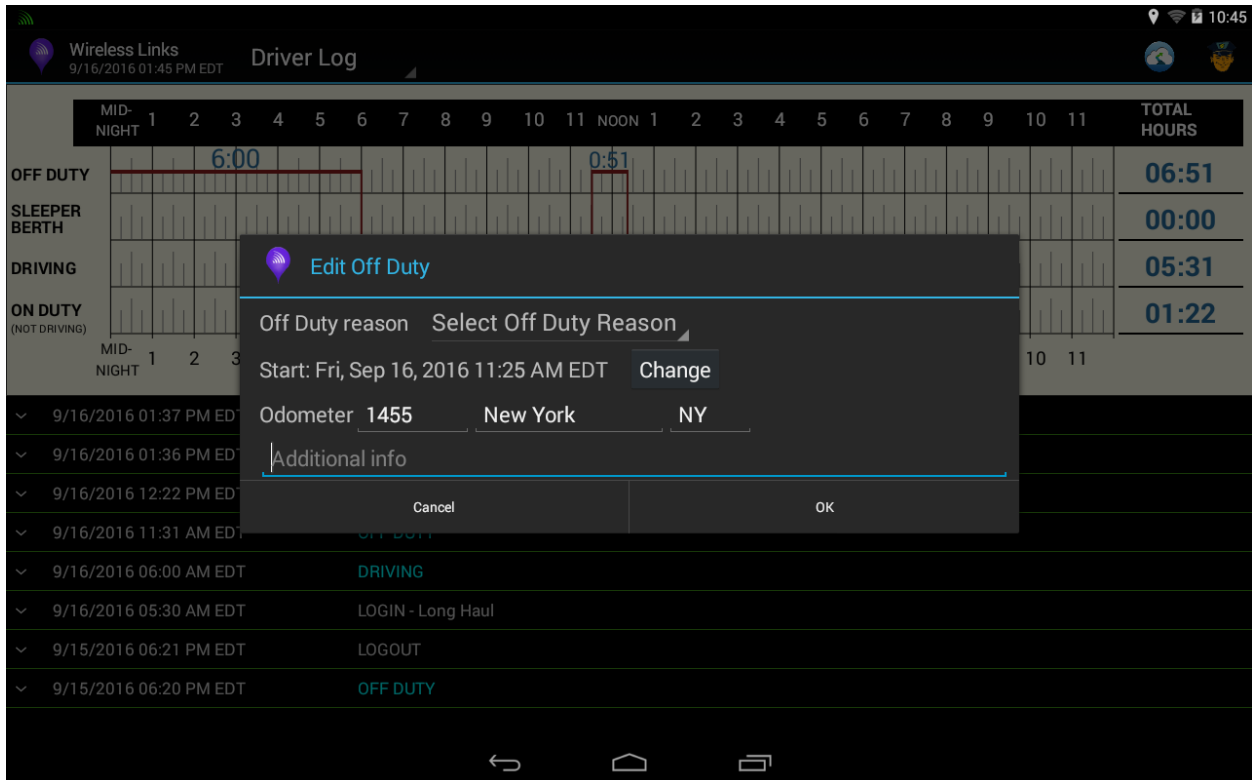 10:45
Wireless Links
9/16/2016 01:45 PM EDT
Driver Log
MID-NIGHT 1 2 3 4 5 6 7 8 9 10 11 NOON 1 2 3 4 5 6 7 8 9 10 11 TOTAL HOURS
6:00 0:51
OFF DUTY 06:51
SLEEPER BERTH 00:00
DRIVING 05:31
ON DUTY 01:22
(NOT DRIVING)
MID-NIGHT 1 2 3 10 11
Edit Off Duty
Off Duty reason Select Off Duty Reason
Start: Fri, Sep 16, 2016 11:25 AM EDT Change
Odometer 1455 New York NY
Additional info
Cancel OK
9/16/2016 01:37 PM EDT
9/16/2016 01:36 PM EDT
9/16/2016 12:22 PM EDT
9/16/2016 11:31 AM EDT OFF DUTY
9/16/2016 06:00 AM EDT DRIVING
9/16/2016 05:30 AM EDT LOGIN - Long Haul
9/15/2016 06:21 PM EDT LOGOUT
9/15/2016 06:20 PM EDT OFF DUTY